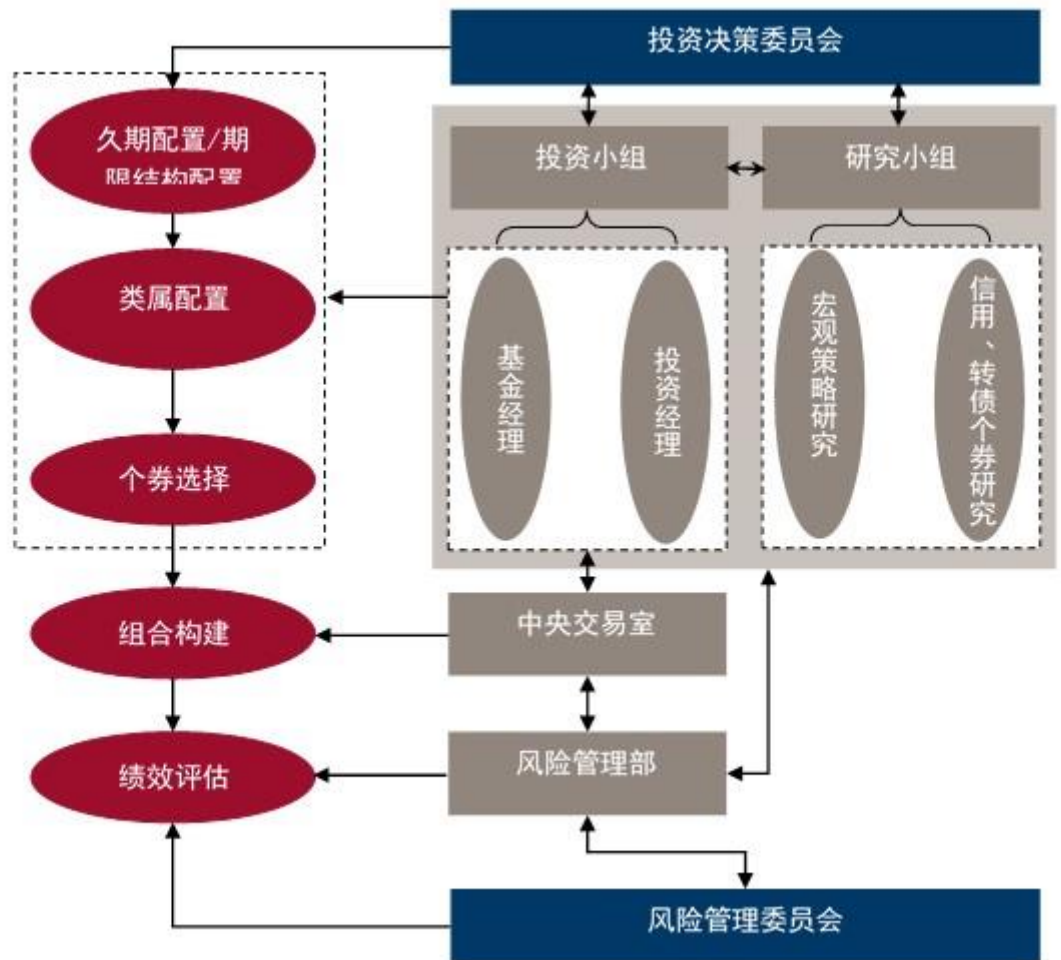 投资决策委员会
久期配置/期
限结构配置
投资小组
研究小组
类属配置
基金经理
投资经理
宏观策略研究
信用、转债个券研究
个券选择
组合构建
中央交易室
绩效评估
风险管理部
风险管理委员会